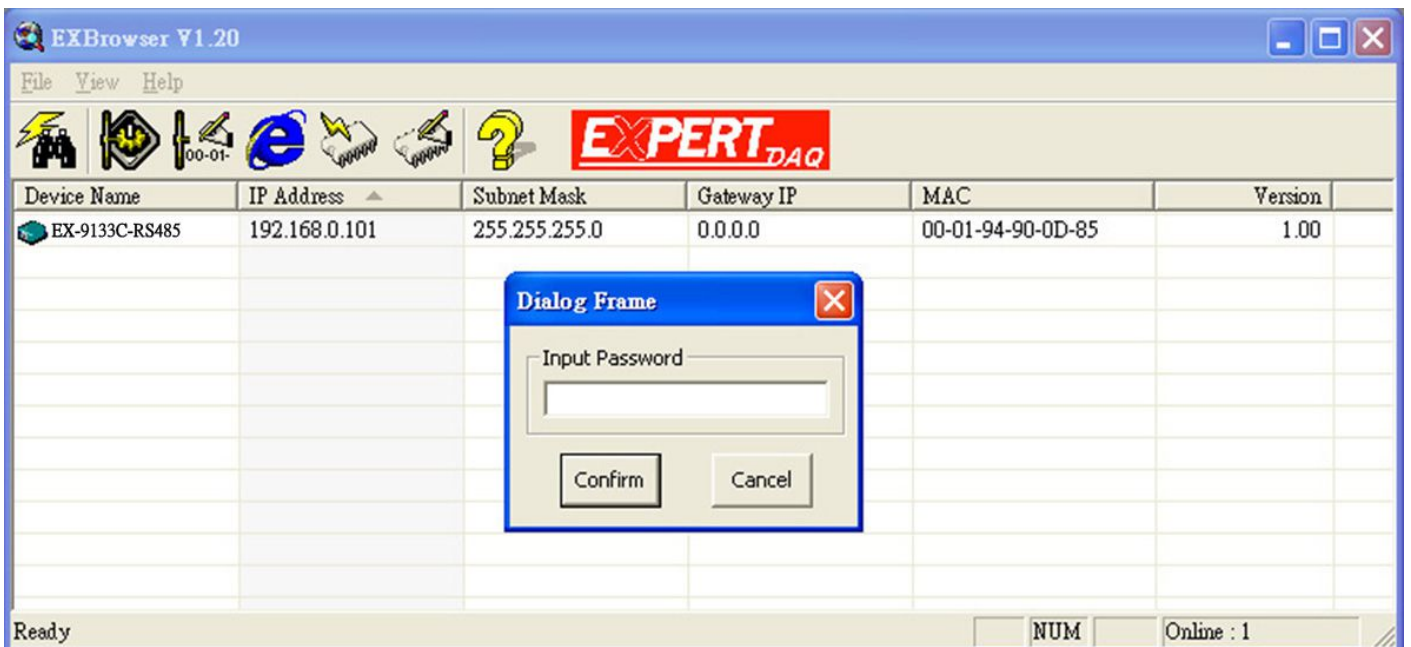 EXBrowser V1.20
File View Help
00-01-
EXPERT DAQ
Device Name IP Address Subnet Mask Gateway IP MAC Version
EX-9133C-RS485 192.168.0.101 255.255.255.0 0.0.0.0 00-01-94-90-0D-85 1.00
Dialog Frame
Input Password
Confirm Cancel
Ready NUM Online : 1